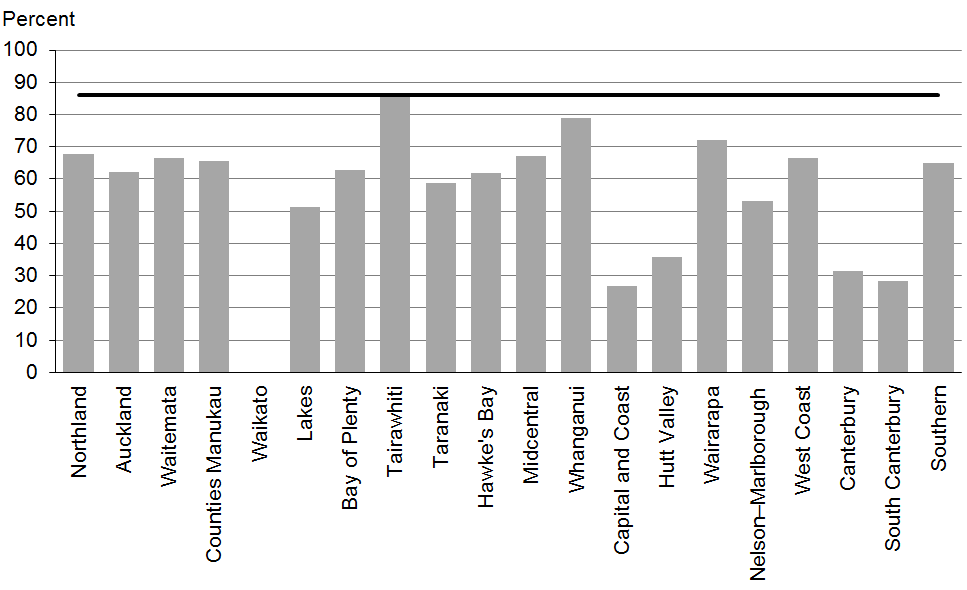 Percent
100
90
80
70
60
50
40
30
20
10
0
Northland
Auckland
Waitemata
Counties Manukau
Waikato
Lakes
Bay of Plenty
Tairawhiti
Taranaki
Hawke's Bay
Midcentral
Whanganui
Capital and Coast
Hutt Valley
Wairarapa
Nelson–Marlborough
West Coast
Canterbury
South Canterbury
Southern